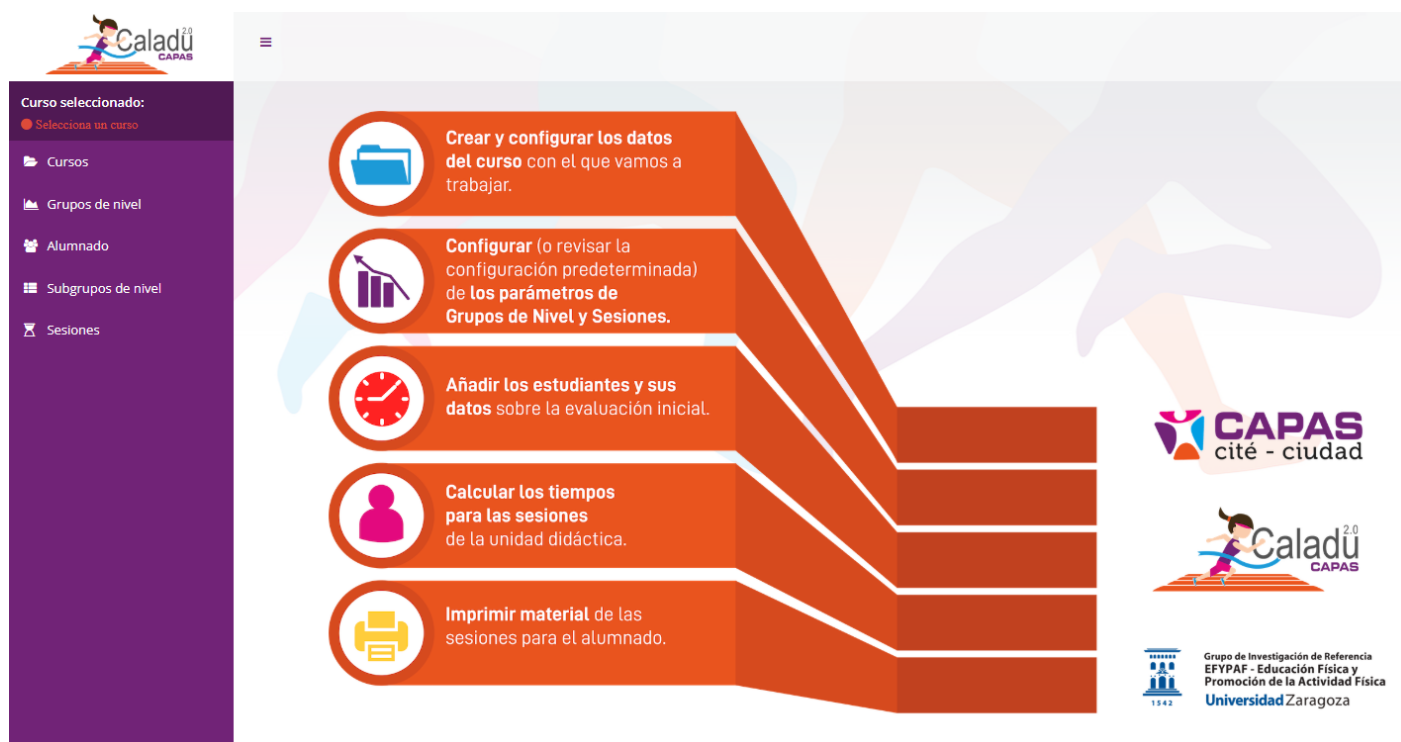 Caladü 2.0
CAPAS
Curso seleccionado:
Selecciona un curso
Cursos
Grupos de nivel
Alumnado
Subgrupos de nivel
Sesiones
Crear y configurar los datos
del curso con el que vamos a
trabajar.
Configurar (o revisar la
configuración predeterminada)
de los parámetros de
Grupos de Nivel y Sesiones.
Añadir los estudiantes y sus
datos sobre la evaluación inicial.
Calcular los tiempos
para las sesiones
de la unidad didáctica.
Imprimir material de las
sesiones para el alumnado.
CAPAS
cité - ciudad
Caladü 2.0
CAPAS
Grupo de Investigación de Referencia
EFYPAF - Educación Física y
Promoción de la Actividad Física
1542
Universidad Zaragoza